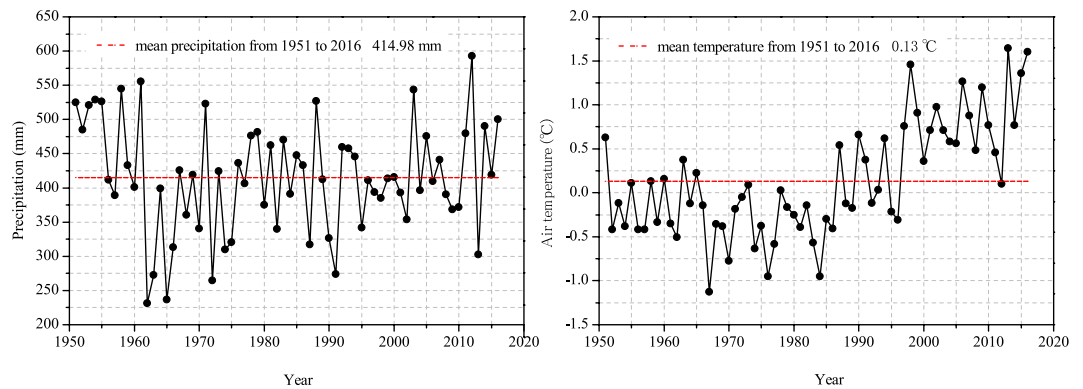 650
600
550
500
450
400
350
300
250
200
Precipitation (mm)
mean precipitation from 1951 to 2016 414.98 mm
1950 1960 1970 1980 1990 2000 2010 2020
Year
2.0
1.5
1.0
0.5
0.0
-0.5
-1.0
-1.5
Air temperature (℃)
mean temperature from 1951 to 2016 0.13 ℃
1950 1960 1970 1980 1990 2000 2010 2020
Year